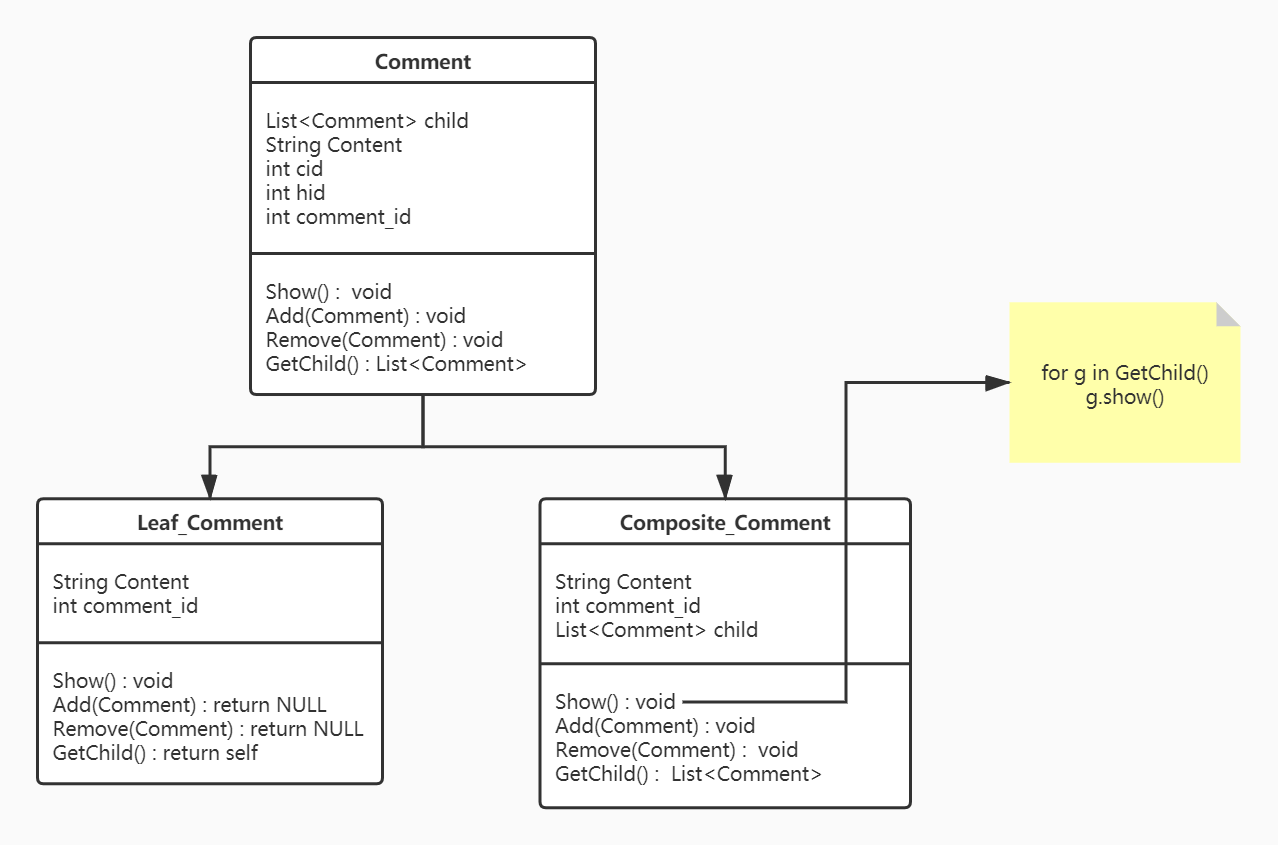 Comment
List<Comment> child
String Content
int cid
int hid
int comment_id
Show() :  void
Add(Comment) : void
Remove(Comment) : void
GetChild() : List<Comment>
for g in GetChild()
g.show()
Leaf_Comment
String Content
int comment_id
Show() : void
Add(Comment) : return NULL
Remove(Comment) : return NULL
GetChild() : return self
Composite_Comment
String Content
int comment_id
List<Comment> child
Show() : void
Add(Comment) : void
Remove(Comment) :  void
GetChild() :  List<Comment>